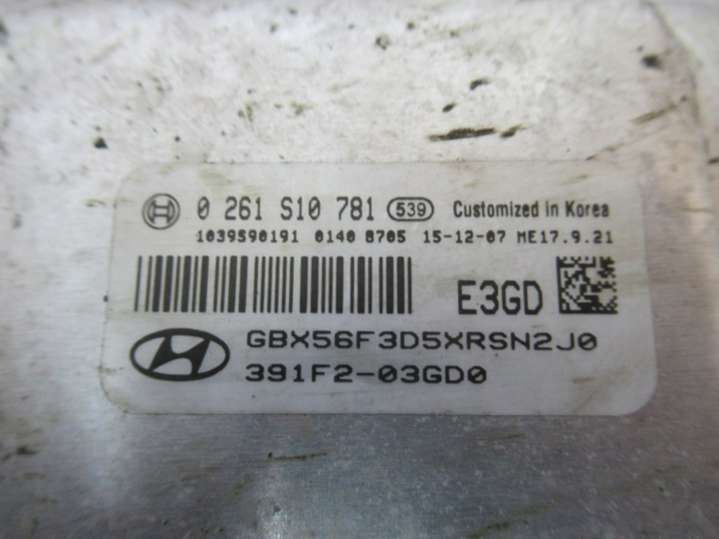 0 261 S10 781 539 Customized in Korea
1039S90191 0140 8705 15-12-07 ME17.9.21
E3GD
GBX56F3D5XRSN2J0
391F2-03GD0